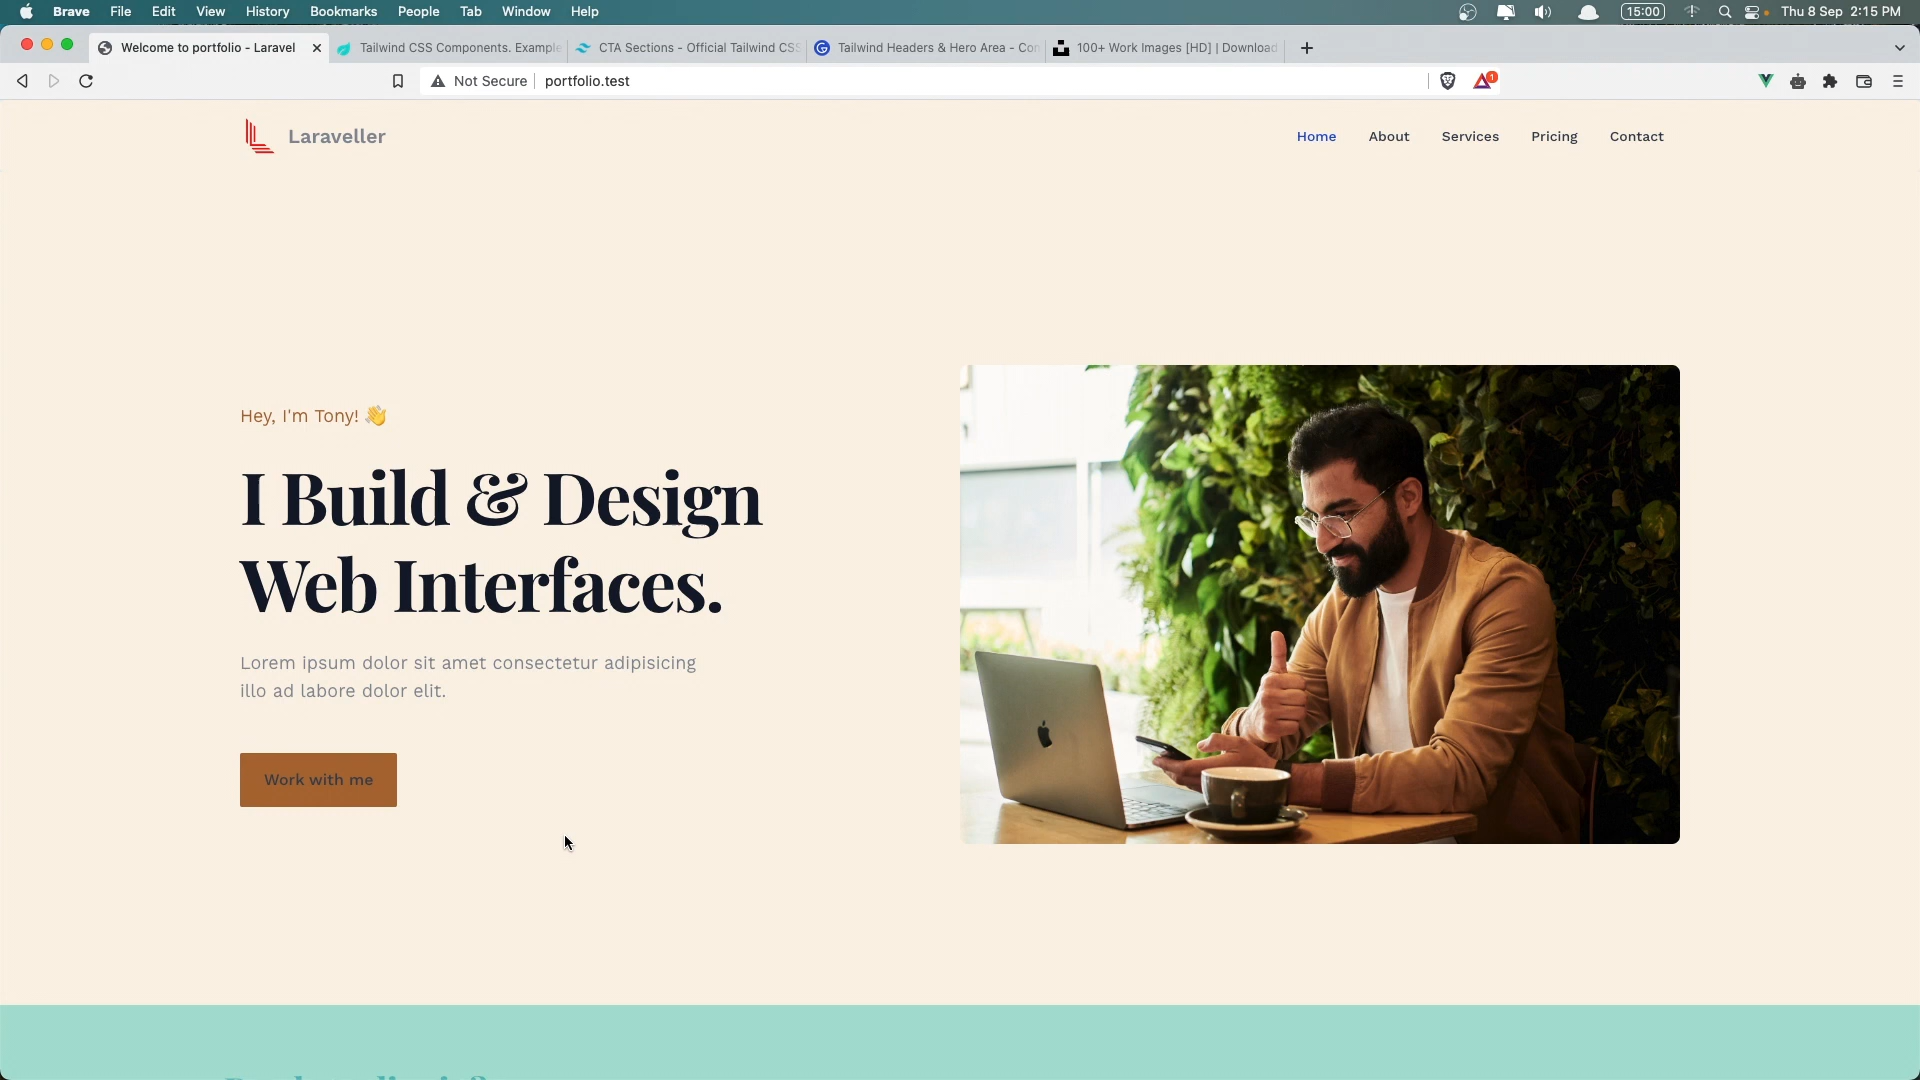 Brave File Edit View History Bookmarks People Tab Window Help 15:00 Thu 8 Sep 2:15 PM
Welcome to portfolio - Laravel Tailwind CSS Components. Example CTA Sections - Official Tailwind CSS Tailwind Headers & Hero Area - Con 100+ Work Images [HD] | Download
Not Secure portfolio.test 1
Laraveller Home About Services Pricing Contact
Hey, I'm Tony! 👋
I Build & Design
Web Interfaces.
Lorem ipsum dolor sit amet consectetur adipisicing
illo ad labore dolor elit.
Work with me